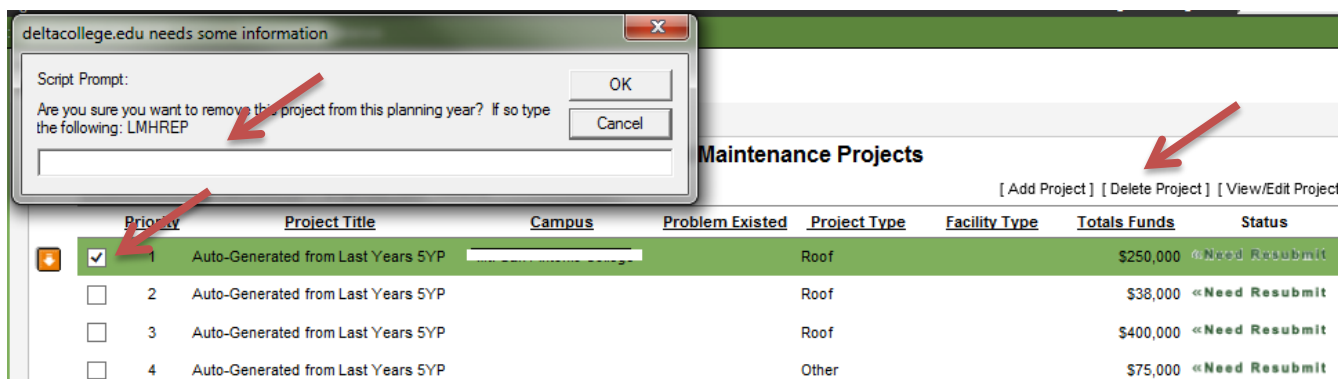 deltacollege.edu needs some information
Script Prompt:
OK
Are you sure you want to remove this project from this planning year? If so type
the following: LMHREP
Cancel
Maintenance Projects
[ Add Project ] [ Delete Project ] [ View/Edit Project
Priority Project Title Campus Problem Existed Project Type Facility Type Totals Funds Status
1 Auto-Generated from Last Years 5YP Roof $250,000 «Need Resubmit
2 Auto-Generated from Last Years 5YP Roof $38,000 «Need Resubmit
3 Auto-Generated from Last Years 5YP Roof $400,000 «Need Resubmit
4 Auto-Generated from Last Years 5YP Other $75,000 «Need Resubmit